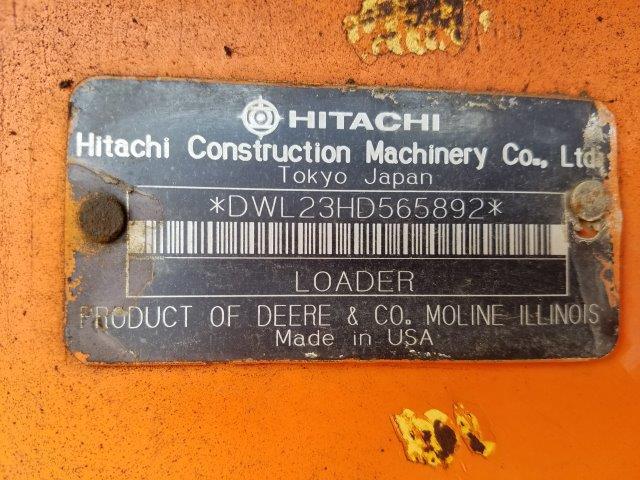 HITACHI
Hitachi Construction Machinery Co., Ltd.
Tokyo Japan
*DWL23HD565892*
LOADER
PRODUCT OF DEERE & CO. MOLINE ILLINOIS
Made in USA